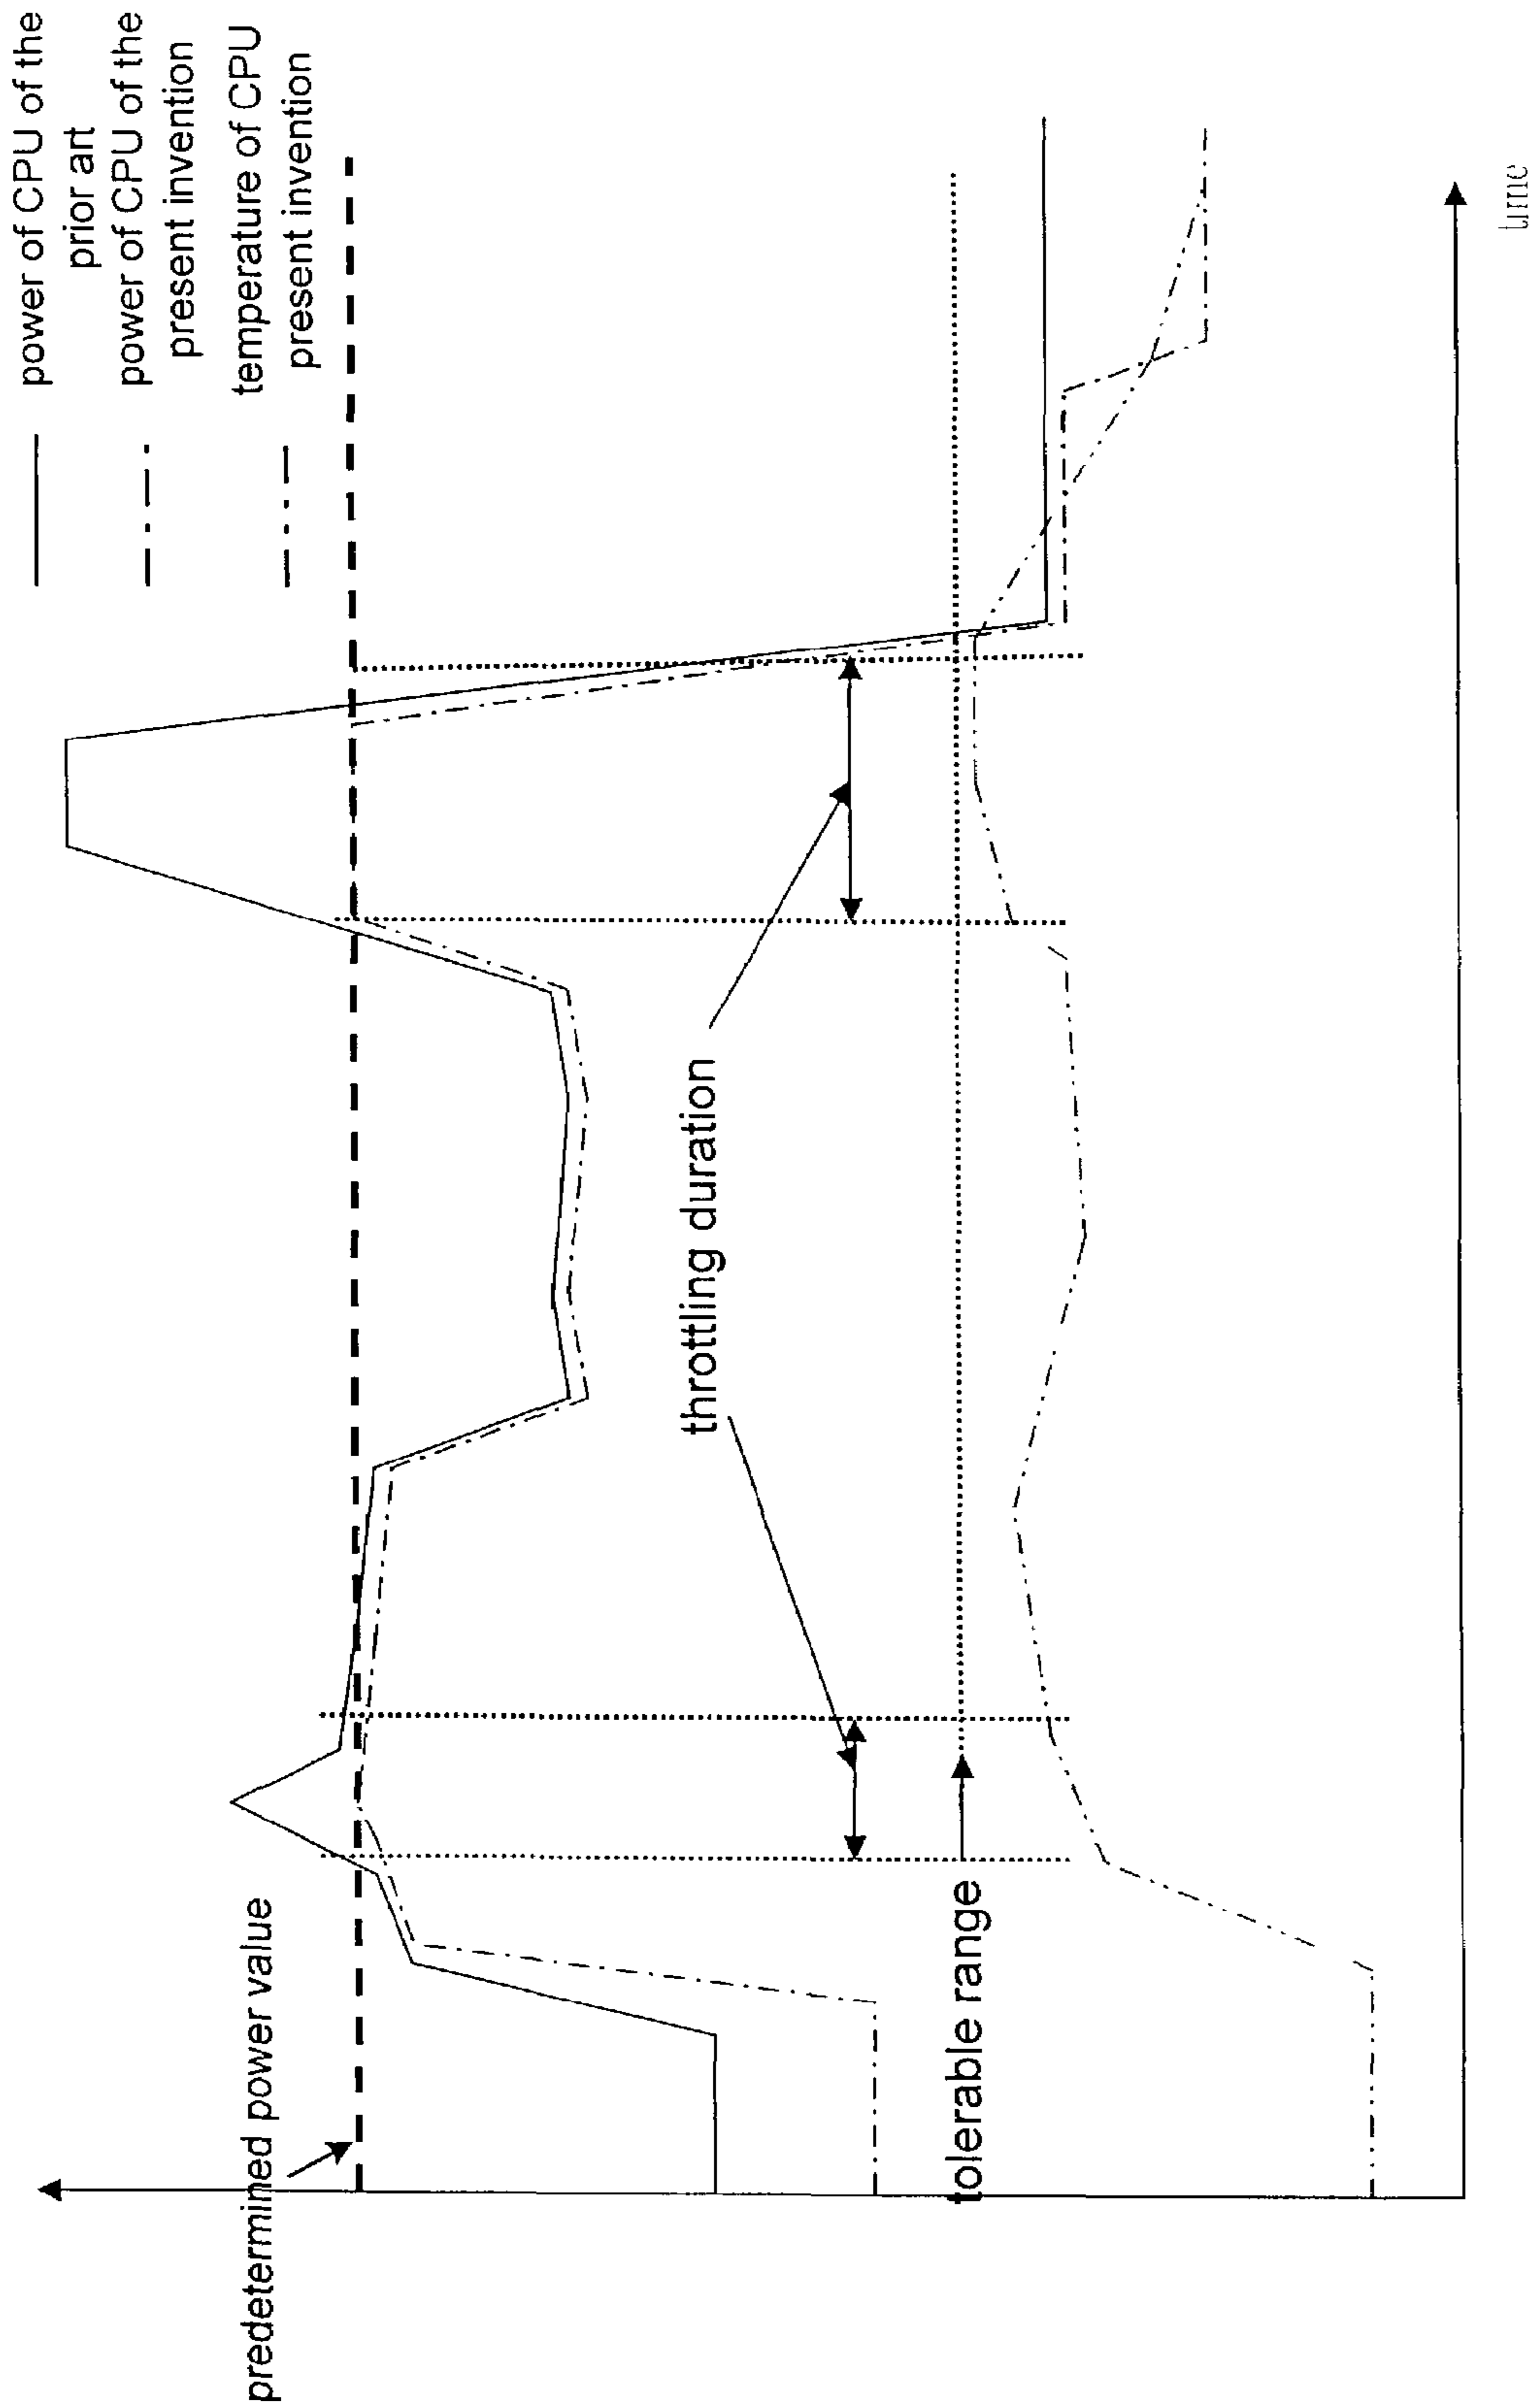 power of CPU of the
prior art
power of CPU of the
present invention
temperature of CPU
present invention
predetermined power value
throttling duration
tolerable range
time